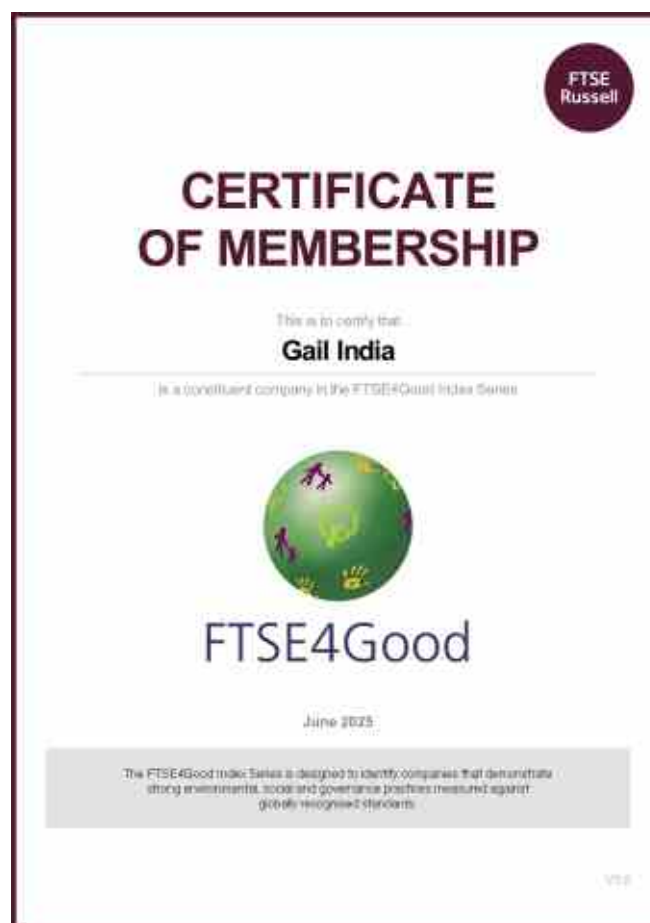 FTSE
Russell
CERTIFICATE
OF MEMBERSHIP
This is to certify that
Gail India
is a constituent company in the FTSE4Good Index Series
FTSE4Good
June 2025
The FTSE4Good Index Series is designed to identify companies that demonstrate
strong environmental, social and governance practices measured against
globally recognised standards.